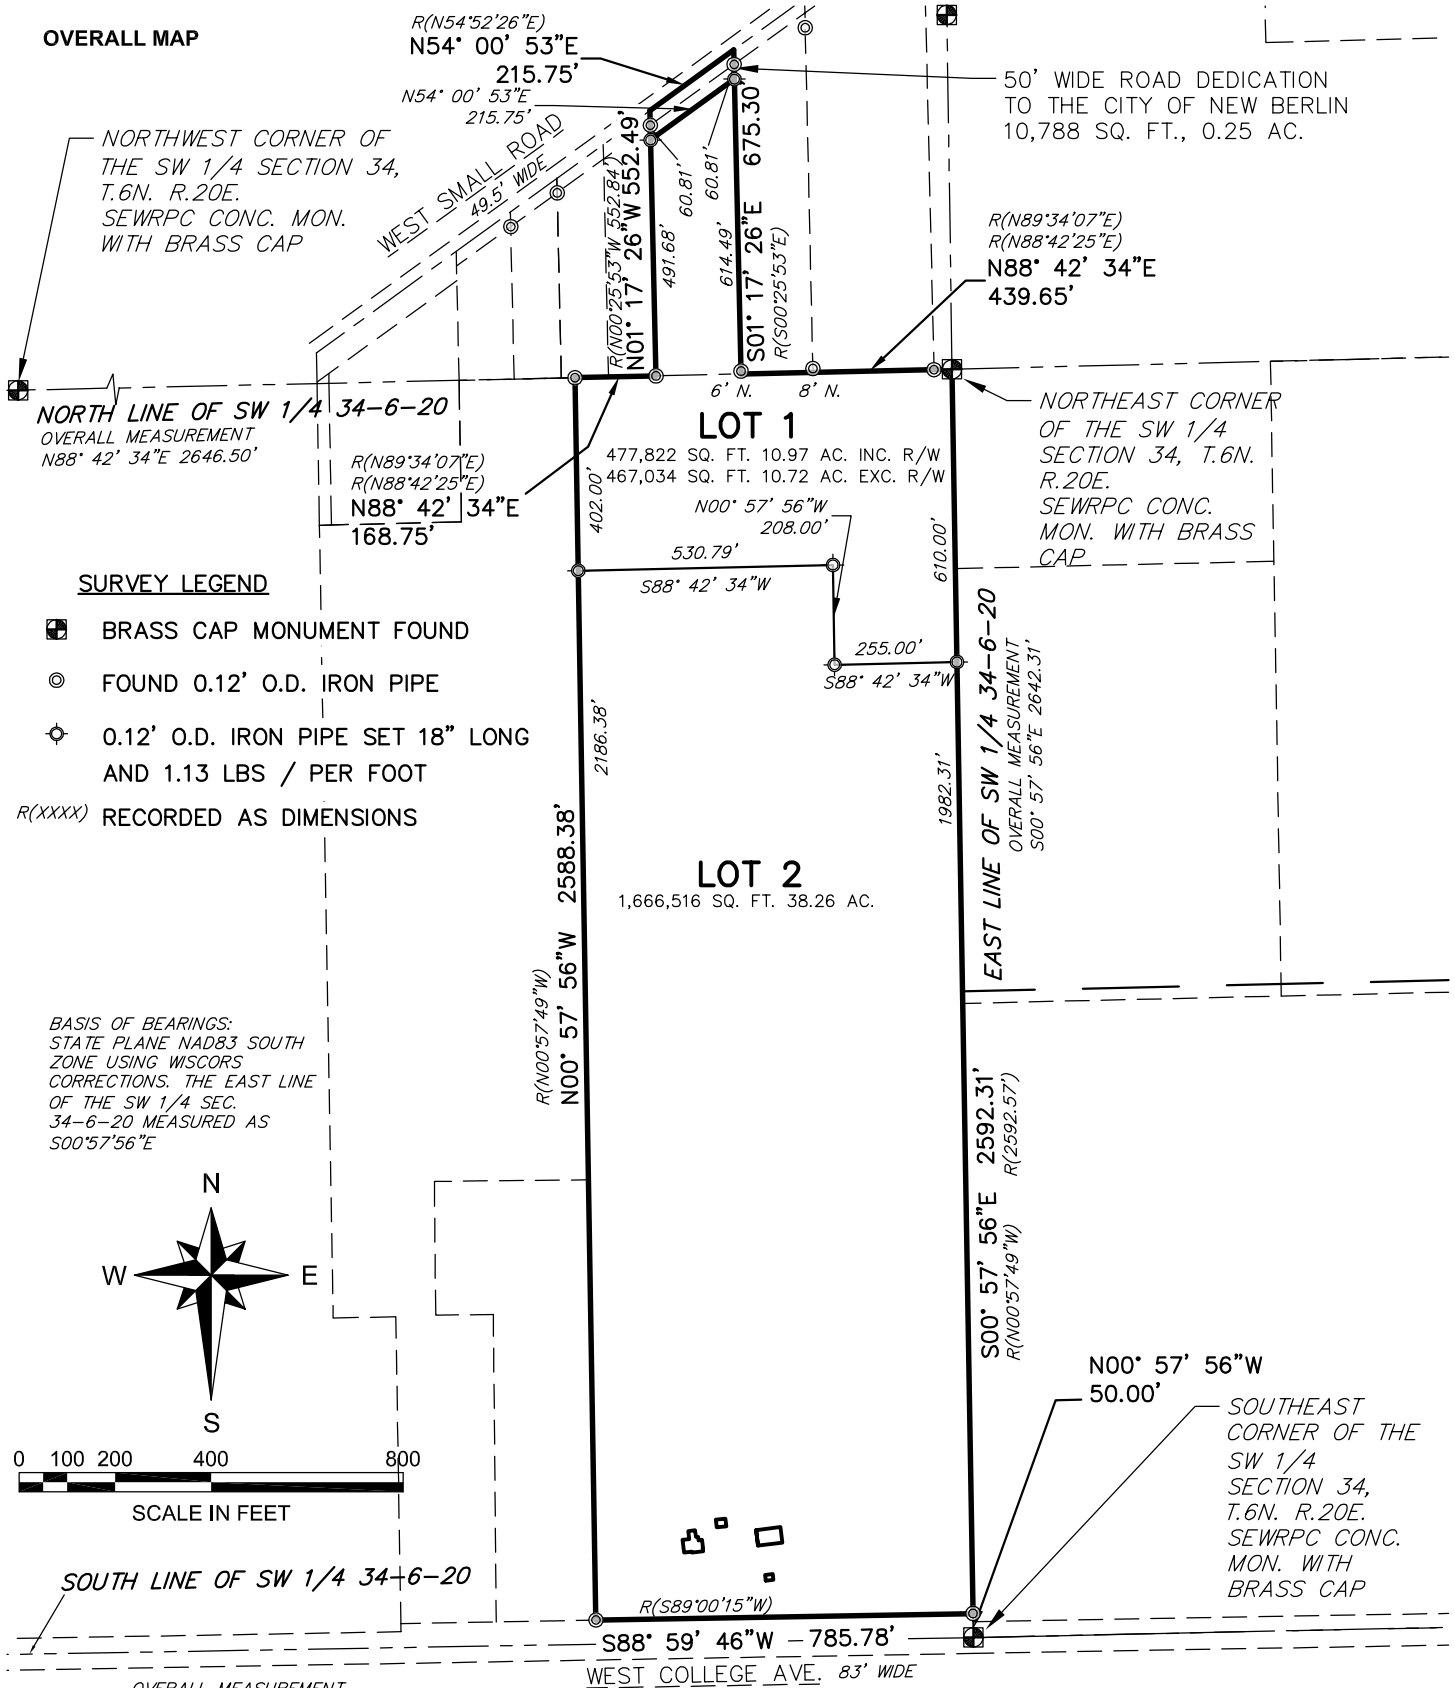 OVERALL MAP
R(N54°52'26"E)
N54° 00' 53"E
215.75'
N54° 00' 53"E
215.75'
50' WIDE ROAD DEDICATION
TO THE CITY OF NEW BERLIN
10,788 SQ. FT., 0.25 AC.
NORTHWEST CORNER OF
THE SW 1/4 SECTION 34,
T.6N. R.20E.
SEWRPC CONC. MON.
WITH BRASS CAP
WEST SMALL ROAD
49.5' WIDE
R(N00°25'53"W 552.84')
N01° 17' 26"W 552.49'
491.68'
60.81'
60.81'
614.49'
S01° 17' 26"E 675.30'
R(S00°25'53"E)
R(N89°34'07"E)
R(N88°42'25"E)
N88° 42' 34"E
439.65'
6' N.
8' N.
NORTH LINE OF SW 1/4 34-6-20
OVERALL MEASUREMENT
N88° 42' 34"E 2646.50'
R(N89°34'07"E)
R(N88°42'25"E)
N88° 42' 34"E
168.75'
LOT 1
477,822 SQ. FT. 10.97 AC. INC. R/W
467,034 SQ. FT. 10.72 AC. EXC. R/W
N00° 57' 56"W
208.00'
402.00'
530.79'
S88° 42' 34"W
610.00'
255.00'
S88° 42' 34"W
NORTHEAST CORNER
OF THE SW 1/4
SECTION 34, T.6N.
R.20E.
SEWRPC CONC.
MON. WITH BRASS
CAP
SURVEY LEGEND
BRASS CAP MONUMENT FOUND
FOUND 0.12' O.D. IRON PIPE
0.12' O.D. IRON PIPE SET 18" LONG
AND 1.13 LBS / PER FOOT
R(XXXX) RECORDED AS DIMENSIONS
2186.38'
1982.31'
EAST LINE OF SW 1/4 34-6-20
OVERALL MEASUREMENT
S00° 57' 56"E 2642.31'
LOT 2
1,666,516 SQ. FT. 38.26 AC.
R(N00°57'49"W)
N00° 57' 56"W 2588.38'
BASIS OF BEARINGS:
STATE PLANE NAD83 SOUTH
ZONE USING WISCORS
CORRECTIONS. THE EAST LINE
OF THE SW 1/4 SEC.
34-6-20 MEASURED AS
S00°57'56"E
S00° 57' 56"E 2592.31'
R(N00°57'49"W) R(2592.57')
N
W
E
S
0 100 200 400 800
SCALE IN FEET
N00° 57' 56"W
50.00'
SOUTHEAST
CORNER OF THE
SW 1/4
SECTION 34,
T.6N. R.20E.
SEWRPC CONC.
MON. WITH
BRASS CAP
SOUTH LINE OF SW 1/4 34-6-20
R(S89°00'15"W)
S88° 59' 46"W - 785.78'
WEST COLLEGE AVE. 83' WIDE
OVERALL MEASUREMENT